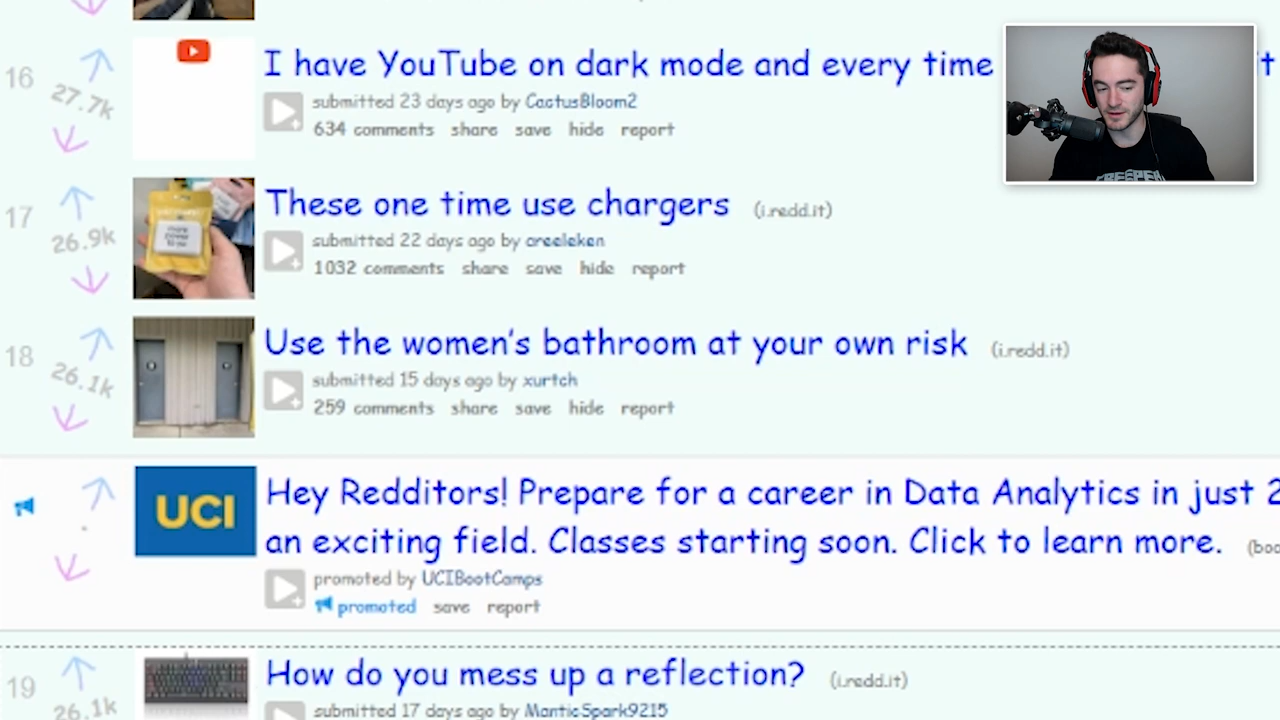 16
27.7k
I have YouTube on dark mode and every time
it
submitted 23 days ago by CactusBloom2
634 comments share save hide report
CREEPER
17
26.9k
These one time use chargers (i.redd.it)
submitted 22 days ago by areeleken
1032 comments share save hide report
18
26.1k
Use the women's bathroom at your own risk (i.redd.it)
submitted 15 days ago by xurtch
259 comments share save hide report
UCI
Hey Redditors! Prepare for a career in Data Analytics in just 2
an exciting field. Classes starting soon. Click to learn more. (boo
promoted by UCIBootCamps
promoted save report
19
26.1k
How do you mess up a reflection? (i.redd.it)
submitted 17 days ago by ManticSpark9215